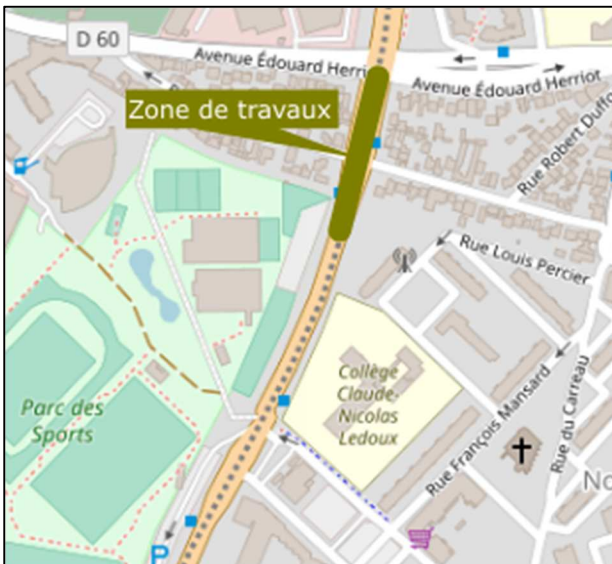 D 60
Avenue Édouard Herri
Avenue Édouard Herriot
Zone de travaux
Rue Robert Duffo
Rue Louis Percier
Collège
Claude-
Nicolas
Ledoux
Parc des
Sports
Rue François Mansard
Rue du Carreau
No
P